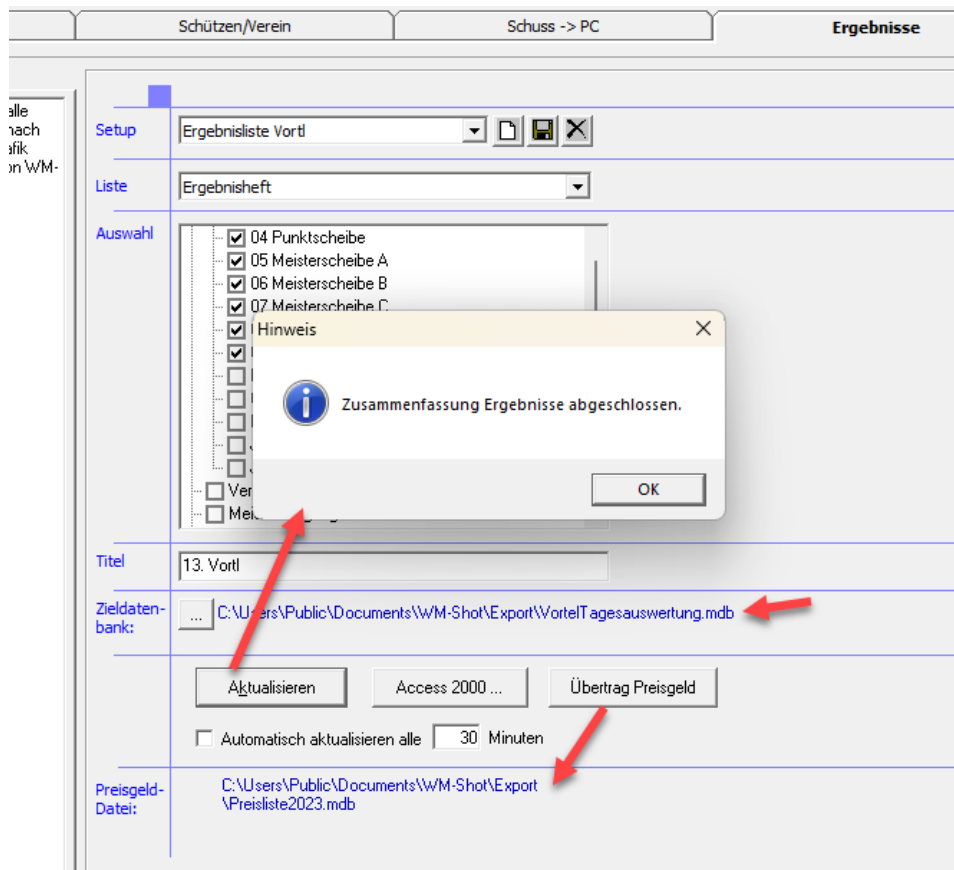 Schützen/Verein
Schuss -> PC
Ergebnisse
alle
nach
afik
on WM-
Setup
Ergebnisliste Vortl
Liste
Ergebnisheft
Auswahl
04 Punktscheibe
05 Meisterscheibe A
06 Meisterscheibe B
07 Meisterscheibe C
Hinweis
Zusammenfassung Ergebnisse abgeschlossen.
OK
Ver
Titel
13. Vortl
Zieldaten-
bank:
... C:\Users\Public\Documents\WM-Shot\Export\VortelTagesauswertung.mdb
Aktualisieren
Access 2000 ...
Übertrag Preisgeld
Automatisch aktualisieren alle 30 Minuten
Preisgeld-
Datei:
C:\Users\Public\Documents\WM-Shot\Export
\Preisliste2023.mdb